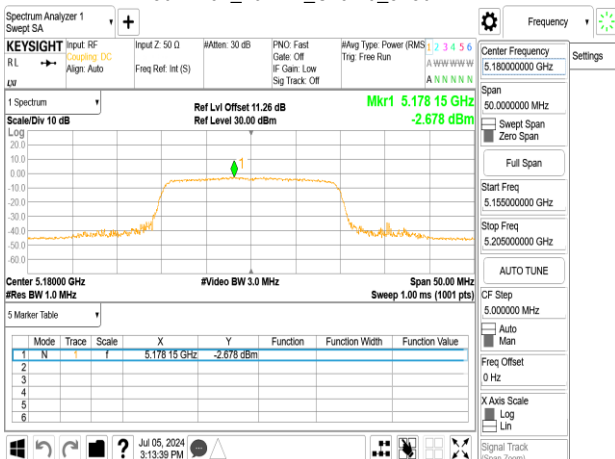 Spectrum Analyzer 1
Swept SA
+
Frequency
KEYSIGHT
RL
Input: RF
Coupling: DC
Align: Auto
Input Z: 50 Ω
Freq Ref: Int (S)
#Atten: 30 dB
PNO: Fast
Gate: Off
IF Gain: Low
Sig Track: Off
#Avg Type: Power (RMS
Trig: Free Run
1 2 3 4 5 6
A W W W W W
A N N N N N
Center Frequency
5.180000000 GHz
Settings
Span
50.0000000 MHz
Swept Span
Zero Span
Full Span
Start Freq
5.155000000 GHz
Stop Freq
5.205000000 GHz
AUTO TUNE
CF Step
5.000000 MHz
Auto
Man
Freq Offset
0 Hz
X Axis Scale
Log
Lin
Signal Track
(Span Zoom)
1 Spectrum
Scale/Div 10 dB
Ref Lvl Offset 11.26 dB
Ref Level 30.00 dBm
Mkr1 5.178 15 GHz
-2.678 dBm
Log
20.0
10.0
0.00
-10.0
-20.0
-30.0
-40.0
-50.0
-60.0
1
Center 5.18000 GHz
#Res BW 1.0 MHz
#Video BW 3.0 MHz
Span 50.00 MHz
Sweep 1.00 ms (1001 pts)
5 Marker Table
Mode Trace Scale X Y Function Function Width Function Value
1 N 1 f 5.178 15 GHz -2.678 dBm
2
3
4
5
6
?
Jul 05, 2024
3:13:39 PM